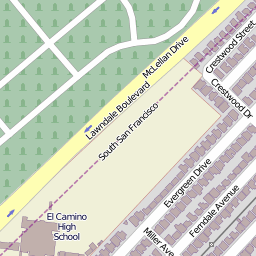 Crestwood Street
McLellan Drive
Lawndale Boulevard
South San Francisco
Crestwood Dr
Evergreen Drive
Ferndale Avenue
El Camino
High
School
Miller Ave